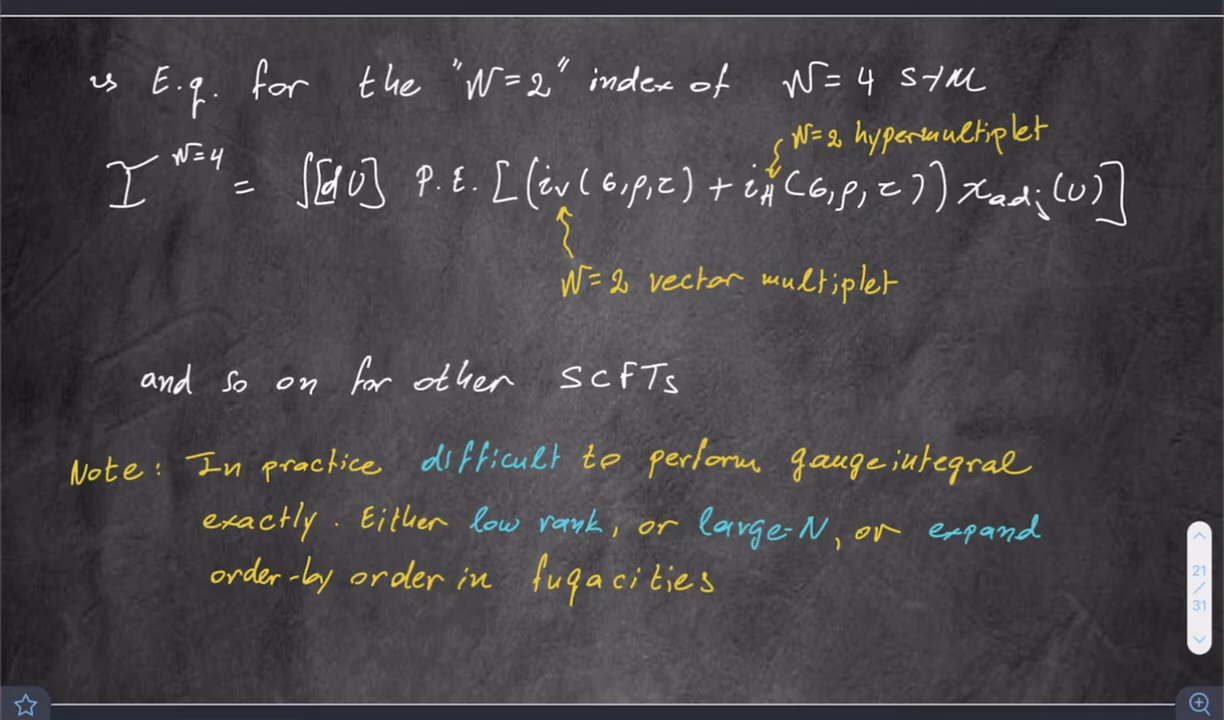 ↳ E.g. for the "N=2" index of N=4 SYM
N=2 hypermultiplet
I^{N=4} = ∫[dU] P.E. [(i_V(σ,ρ,τ) + i_H(σ,ρ,τ)) χ_adj(U)]
N=2 vector multiplet
and so on for other SCFTs
Note: In practice difficult to perform gauge integral
exactly. Either low rank, or large-N, or expand
order-by order in fugacities
21
/
31